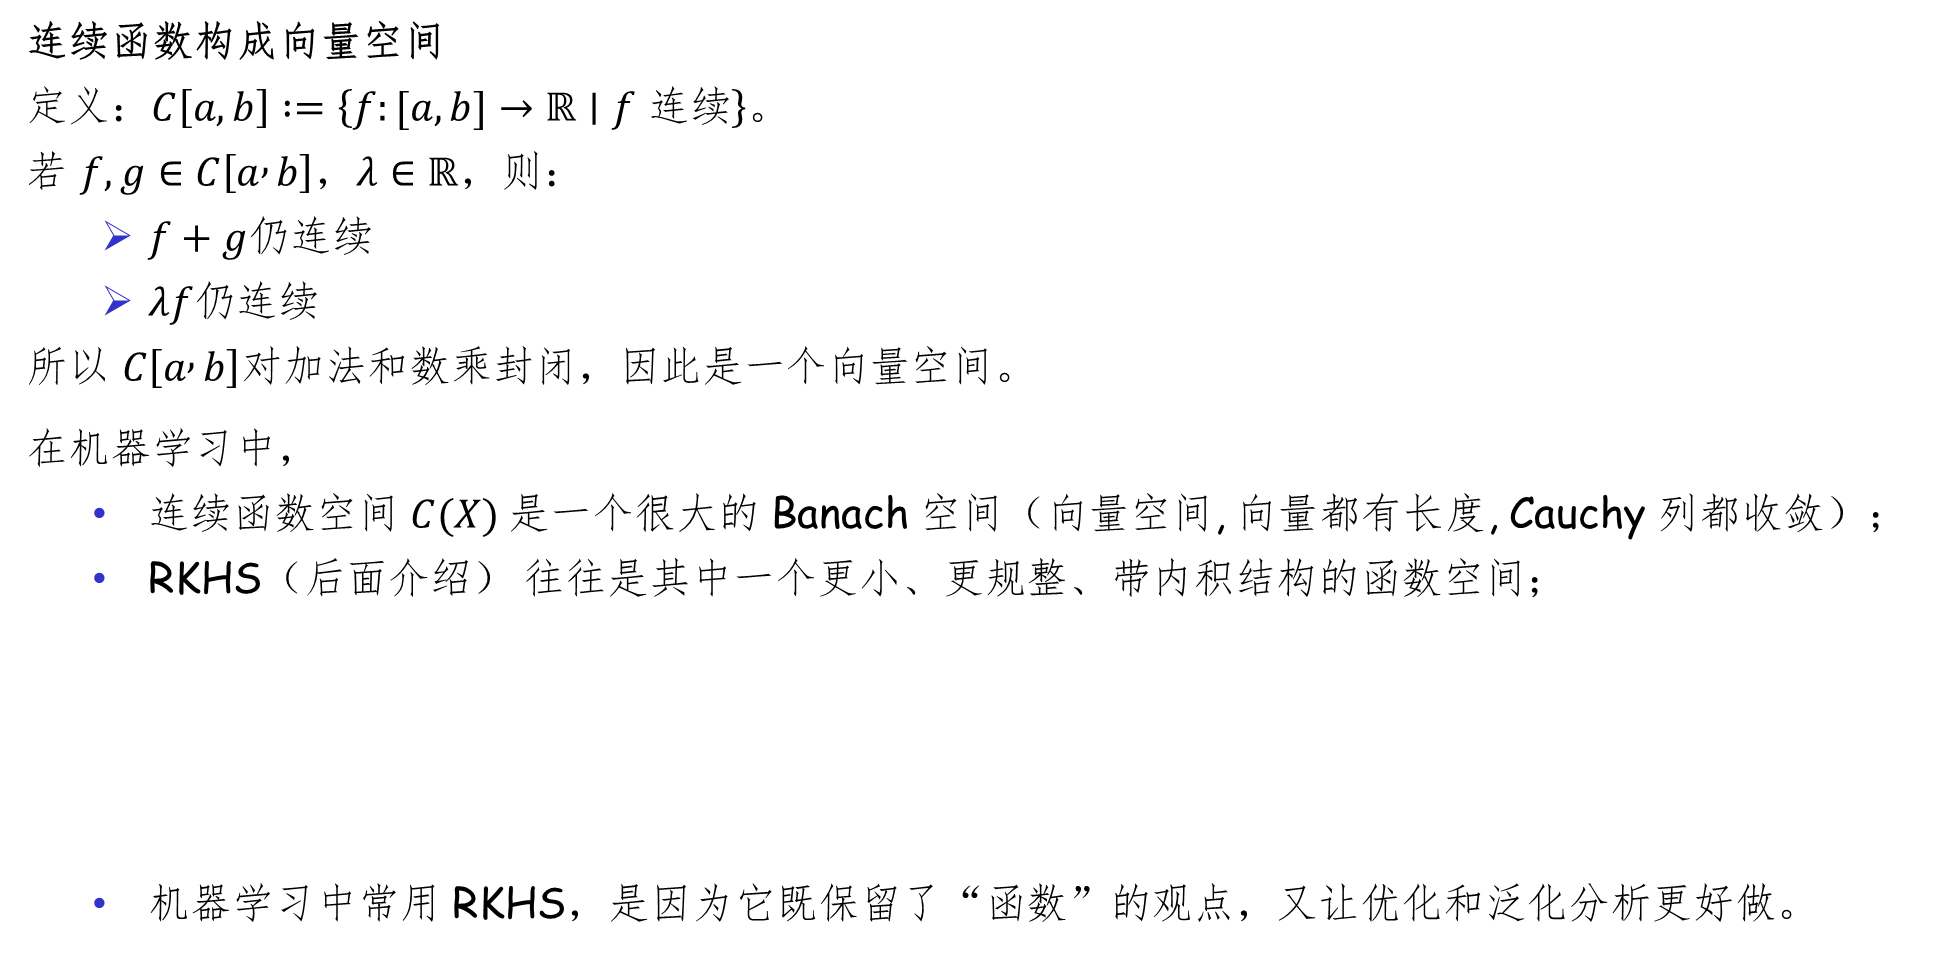 连续函数构成向量空间
定义：C[a, b] := {f: [a, b] → ℝ ∣ f 连续}。
若 f, g ∈ C[a, b]，λ ∈ ℝ，则：
➢ f + g仍连续
➢ λf仍连续
所以 C[a, b]对加法和数乘封闭，因此是一个向量空间。
在机器学习中，
• 连续函数空间 C(X) 是一个很大的 Banach 空间（向量空间, 向量都有长度, Cauchy 列都收敛）；
• RKHS（后面介绍） 往往是其中一个更小、更规整、带内积结构的函数空间；
• 机器学习中常用 RKHS，是因为它既保留了“函数”的观点，又让优化和泛化分析更好做。